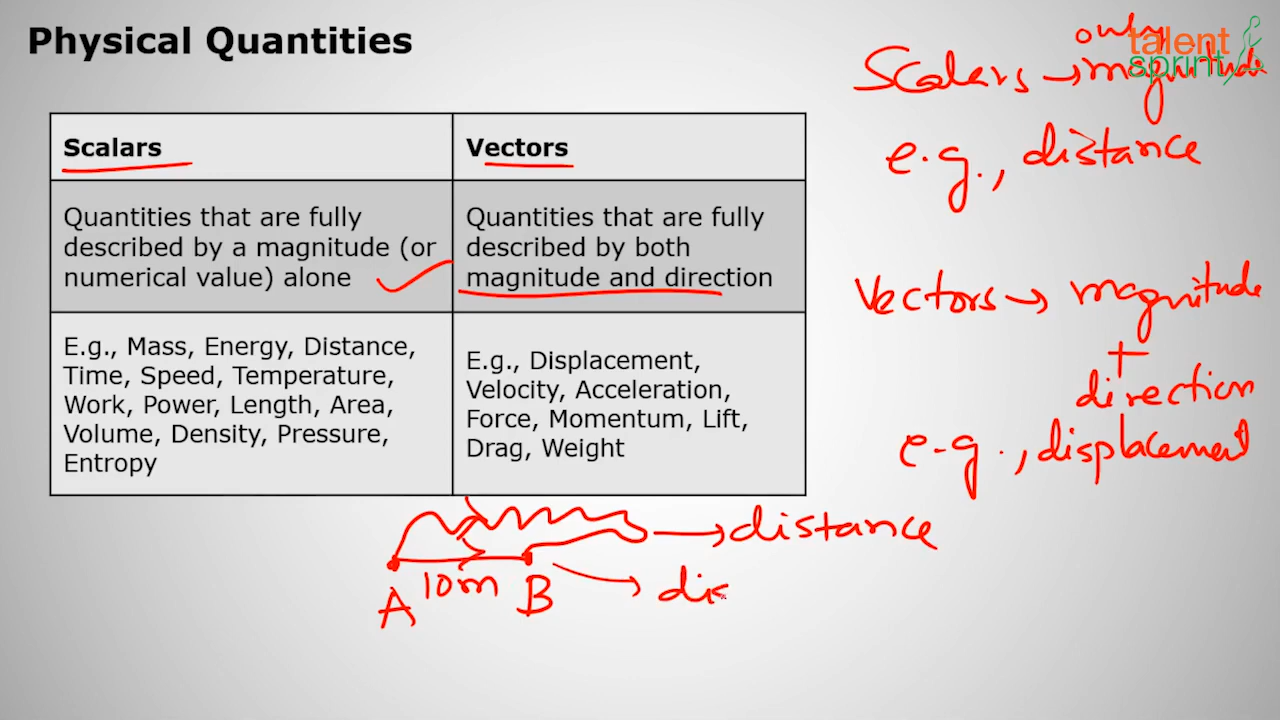 Physical Quantities
talent
sprint
only
Scalars → magnitude
e.g., distance
Scalars
Vectors
Quantities that are fully
described by a magnitude (or
numerical value) alone
Quantities that are fully
described by both
magnitude and direction
E.g., Mass, Energy, Distance,
Time, Speed, Temperature,
Work, Power, Length, Area,
Volume, Density, Pressure,
Entropy
E.g., Displacement,
Velocity, Acceleration,
Force, Momentum, Lift,
Drag, Weight
Vectors → magnitude
+
direction
e.g., displacement
→ distance
A 10m B → dis